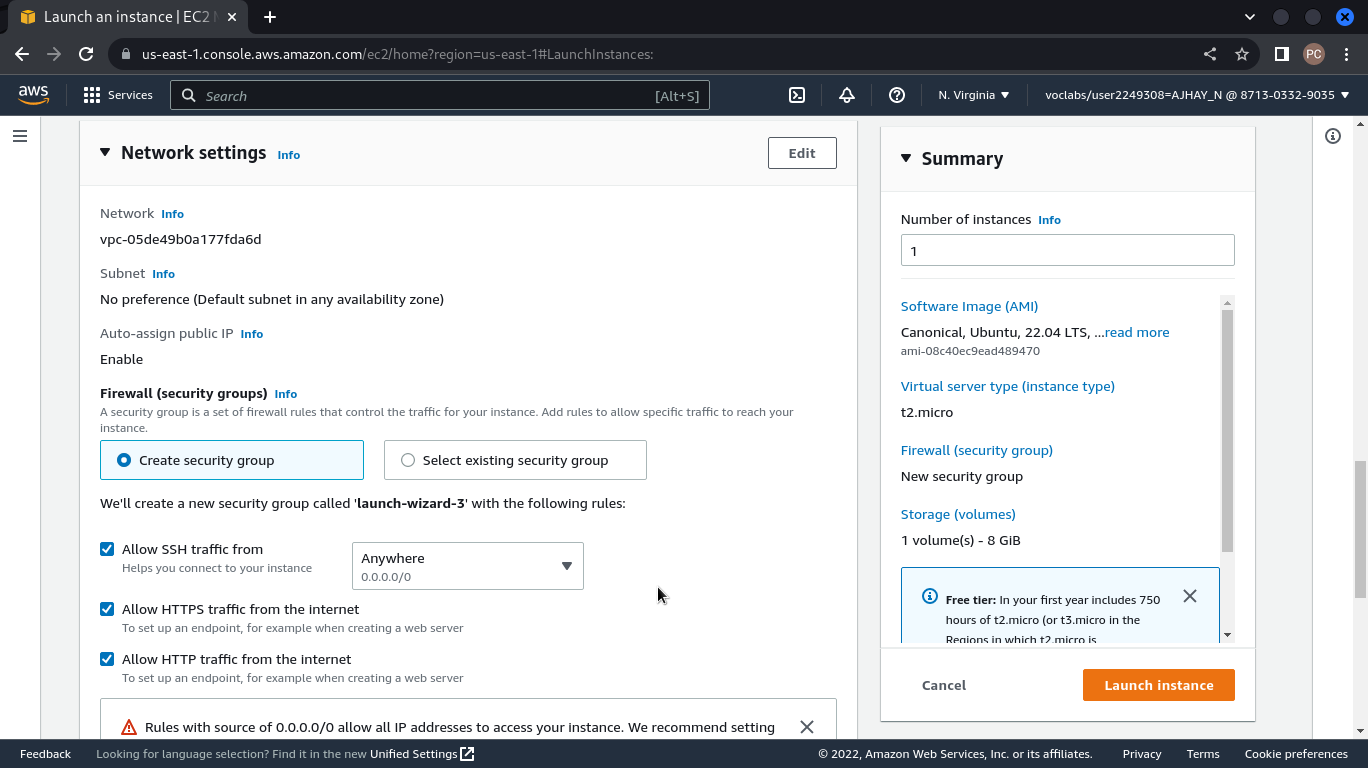 Launch an instance | EC2
us-east-1.console.aws.amazon.com/ec2/home?region=us-east-1#LaunchInstances:
PC
aws
Services
Search
[Alt+S]
N. Virginia
voclabs/user2249308=AJHAY_N @ 8713-0332-9035
Network settings Info
Edit
Network Info
vpc-05de49b0a177fda6d
Subnet Info
No preference (Default subnet in any availability zone)
Auto-assign public IP Info
Enable
Firewall (security groups) Info
A security group is a set of firewall rules that control the traffic for your instance. Add rules to allow specific traffic to reach your
instance.
Create security group
Select existing security group
We'll create a new security group called 'launch-wizard-3' with the following rules:
Allow SSH traffic from
Helps you connect to your instance
Anywhere
0.0.0.0/0
Allow HTTPS traffic from the internet
To set up an endpoint, for example when creating a web server
Allow HTTP traffic from the internet
To set up an endpoint, for example when creating a web server
Rules with source of 0.0.0.0/0 allow all IP addresses to access your instance. We recommend setting
Summary
Number of instances Info
1
Software Image (AMI)
Canonical, Ubuntu, 22.04 LTS, ...read more
ami-08c40ec9ead489470
Virtual server type (instance type)
t2.micro
Firewall (security group)
New security group
Storage (volumes)
1 volume(s) - 8 GiB
Free tier: In your first year includes 750
hours of t2.micro (or t3.micro in the
Regions in which t2.micro is
Cancel
Launch instance
Feedback
Looking for language selection? Find it in the new Unified Settings
© 2022, Amazon Web Services, Inc. or its affiliates.
Privacy
Terms
Cookie preferences